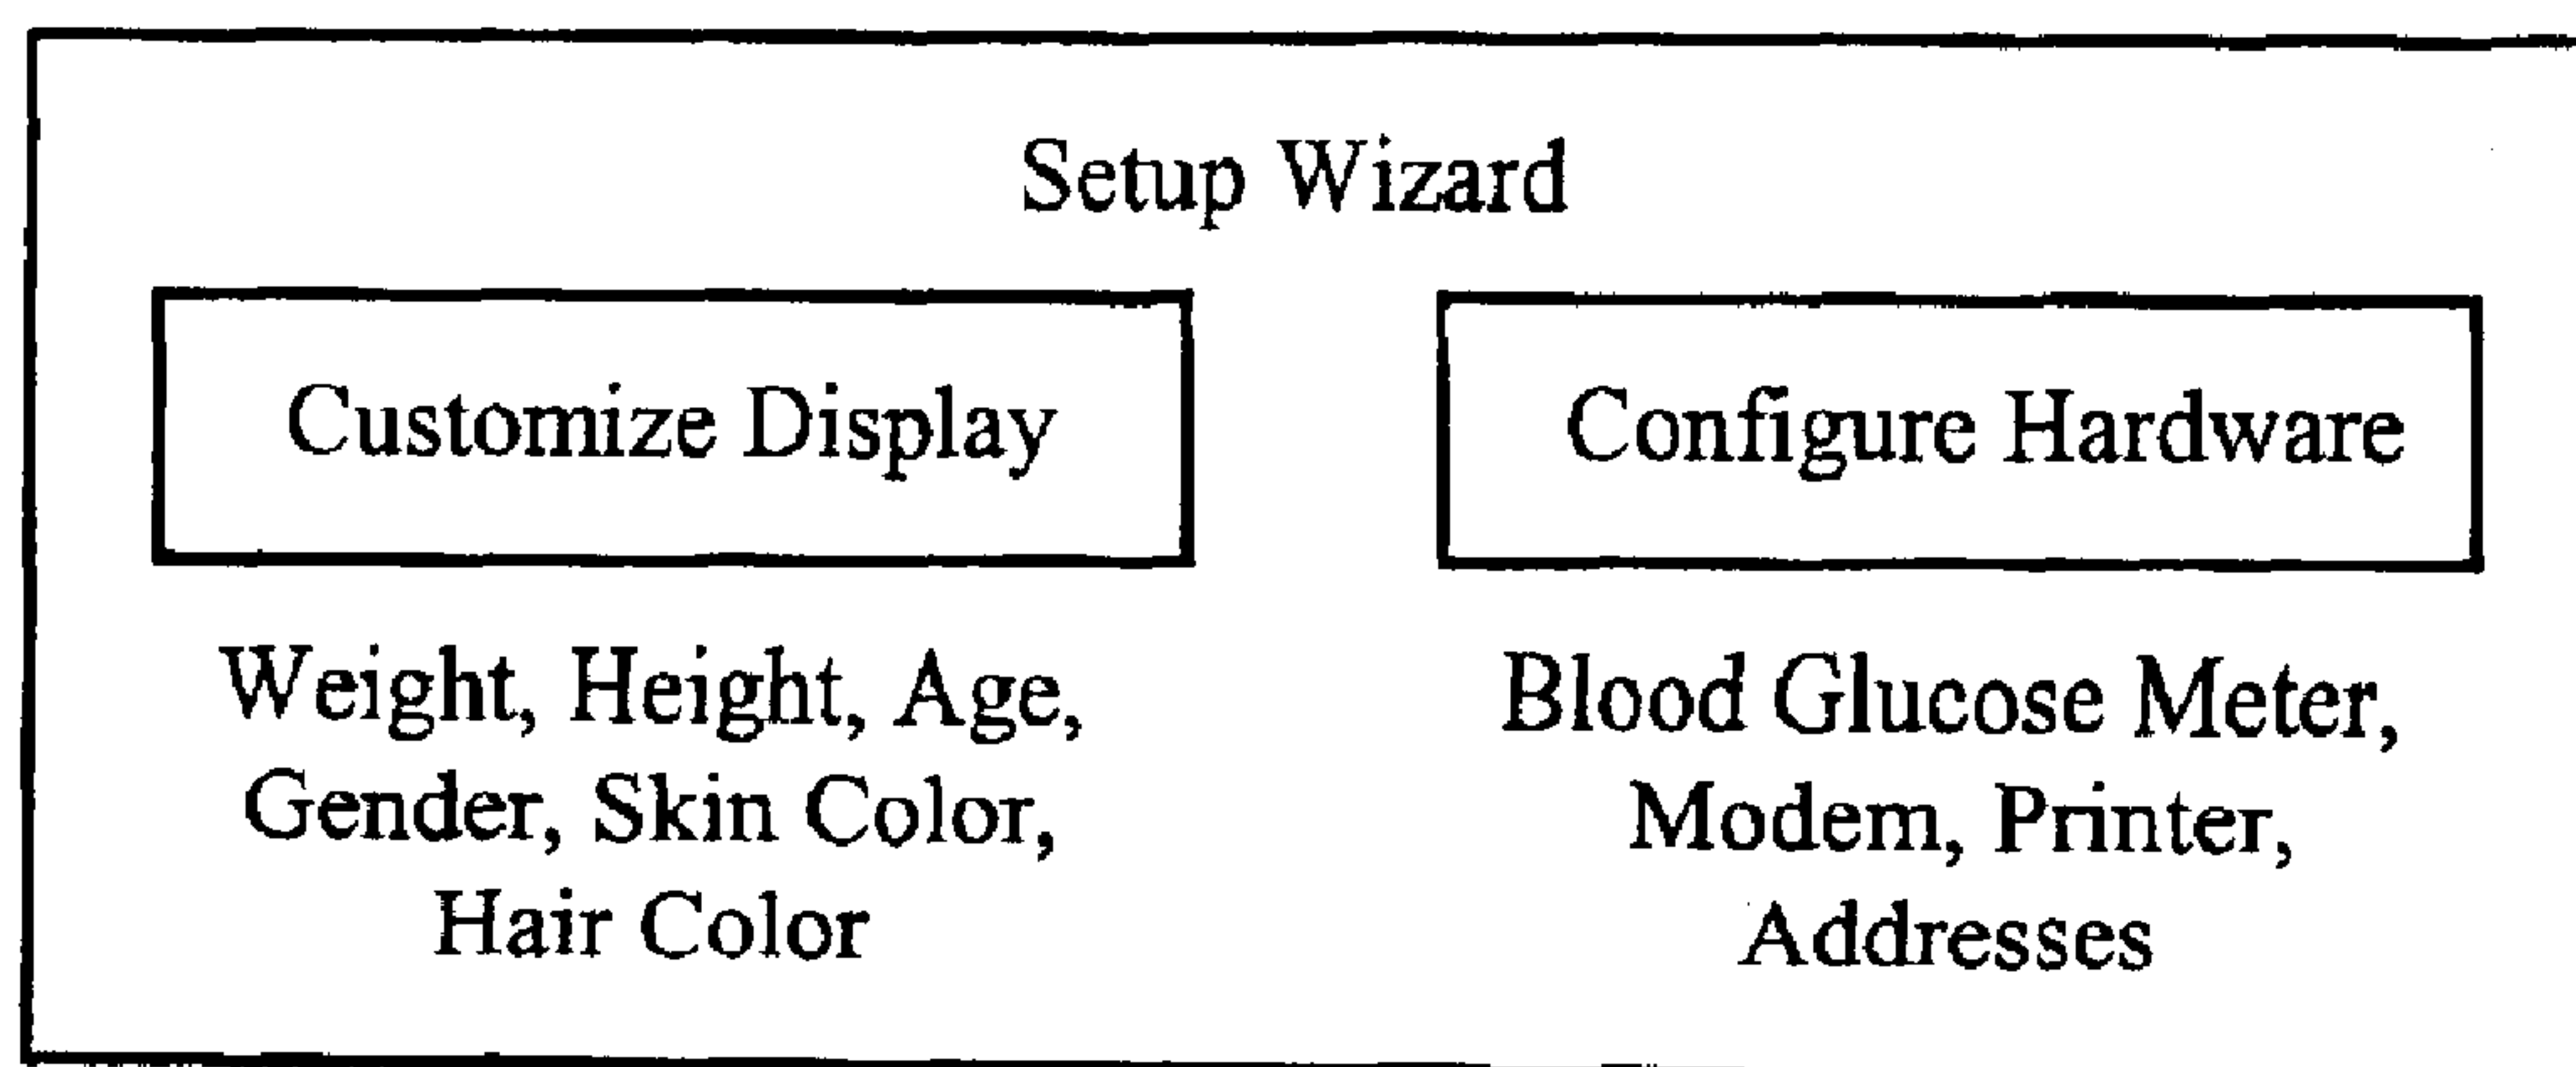 Setup Wizard
Customize Display
Configure Hardware
Weight, Height, Age,
Gender, Skin Color,
Hair Color
Blood Glucose Meter,
Modem, Printer,
Addresses